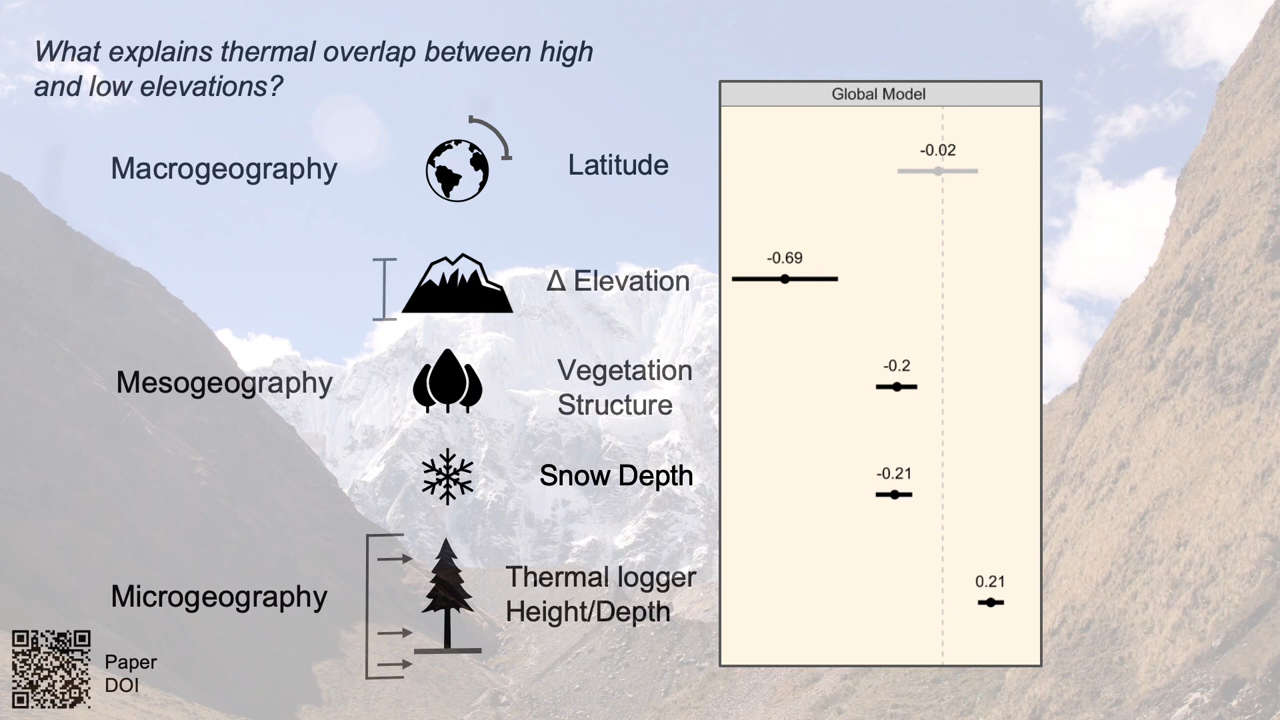 What explains thermal overlap between high
and low elevations?
Global Model
Macrogeography
Latitude
-0.02
Δ Elevation
-0.69
Mesogeography
Vegetation
Structure
-0.2
Snow Depth
-0.21
Microgeography
Thermal logger
Height/Depth
0.21
Paper
DOI